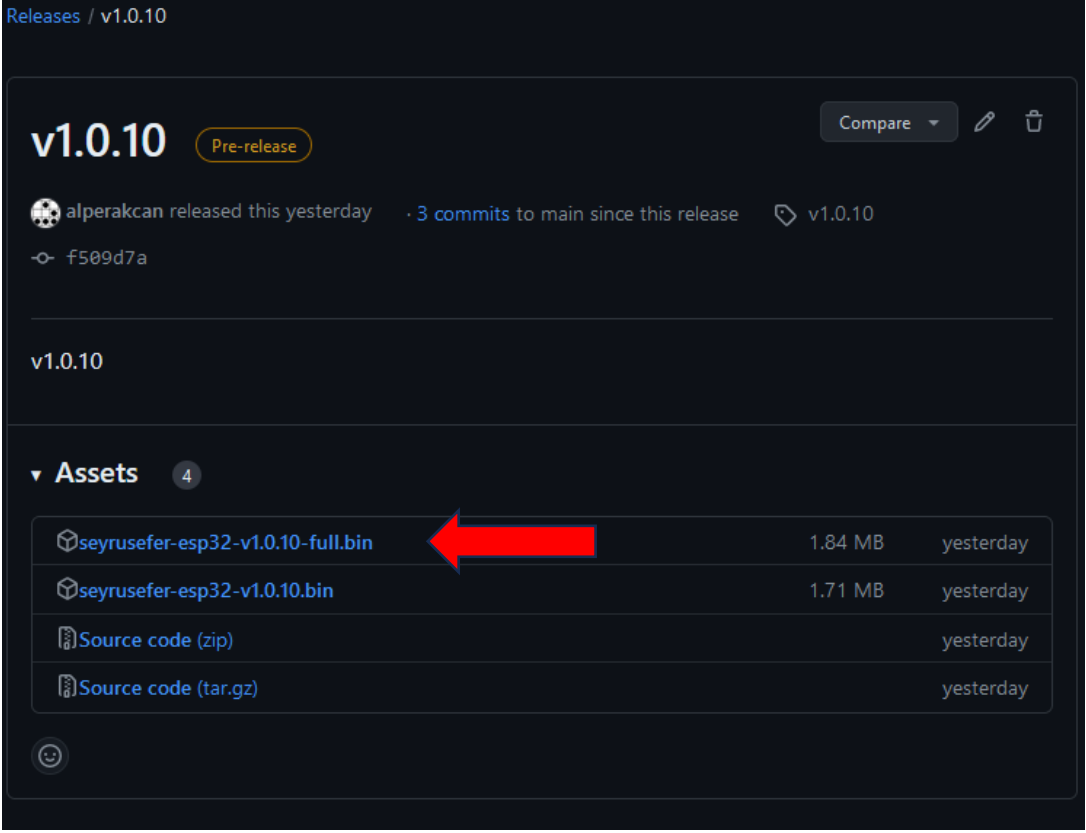 Releases / v1.0.10
v1.0.10 Pre-release Compare
alperakcan released this yesterday · 3 commits to main since this release v1.0.10
f509d7a
v1.0.10
Assets 4
seyrusefer-esp32-v1.0.10-full.bin 1.84 MB yesterday
seyrusefer-esp32-v1.0.10.bin 1.71 MB yesterday
Source code (zip) yesterday
Source code (tar.gz) yesterday